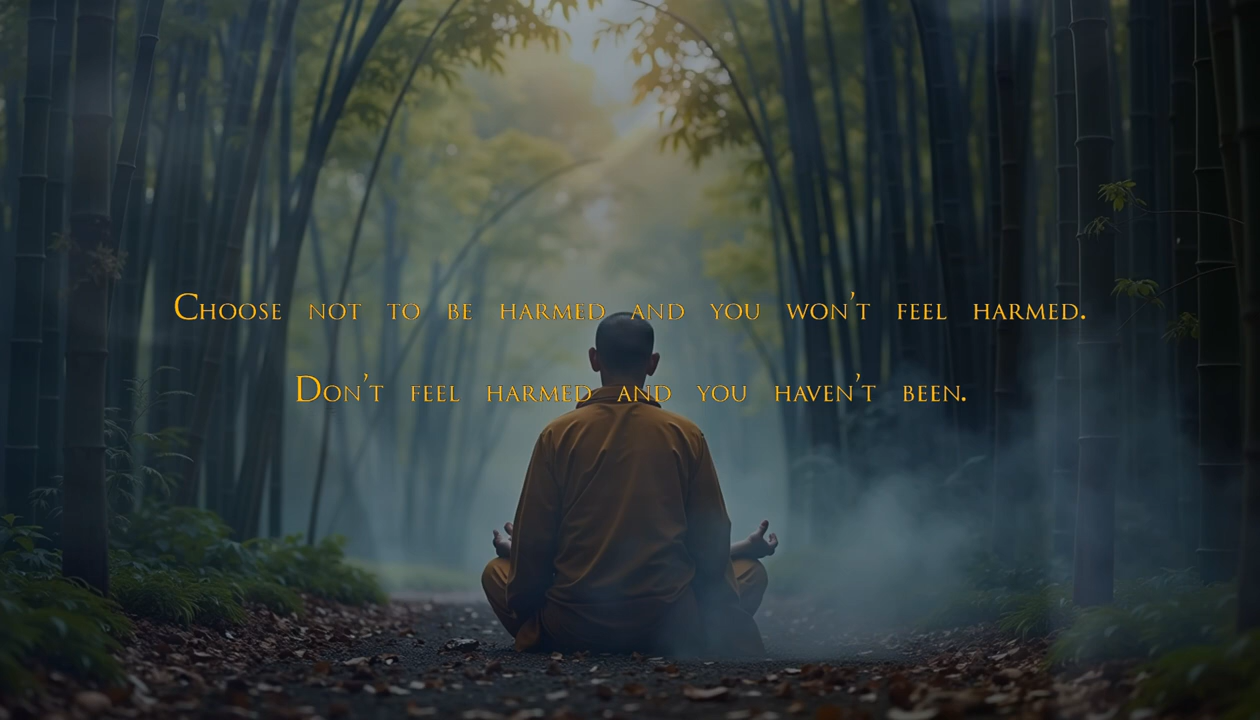 Choose not to be harmed and you won't feel harmed.
Don't feel harmed and you haven't been.